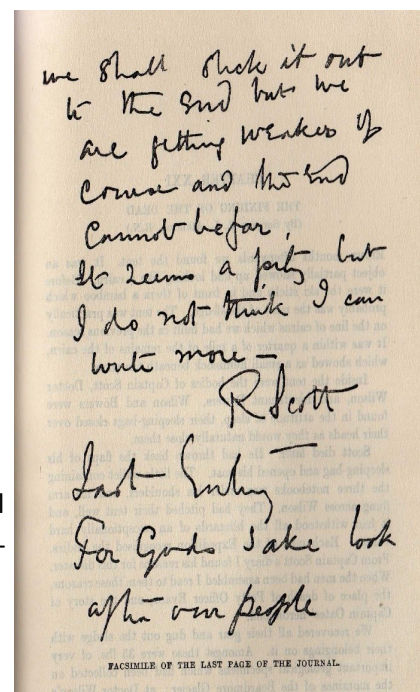 we shall stick it out
to the end but we
are getting weaker of
course and the end
cannot be far.
It seems a pity but
I do not think I can
write more —
R Scott
Last Entry
For Gods Sake look
after our people
FACSIMILE OF THE LAST PAGE OF THE JOURNAL.